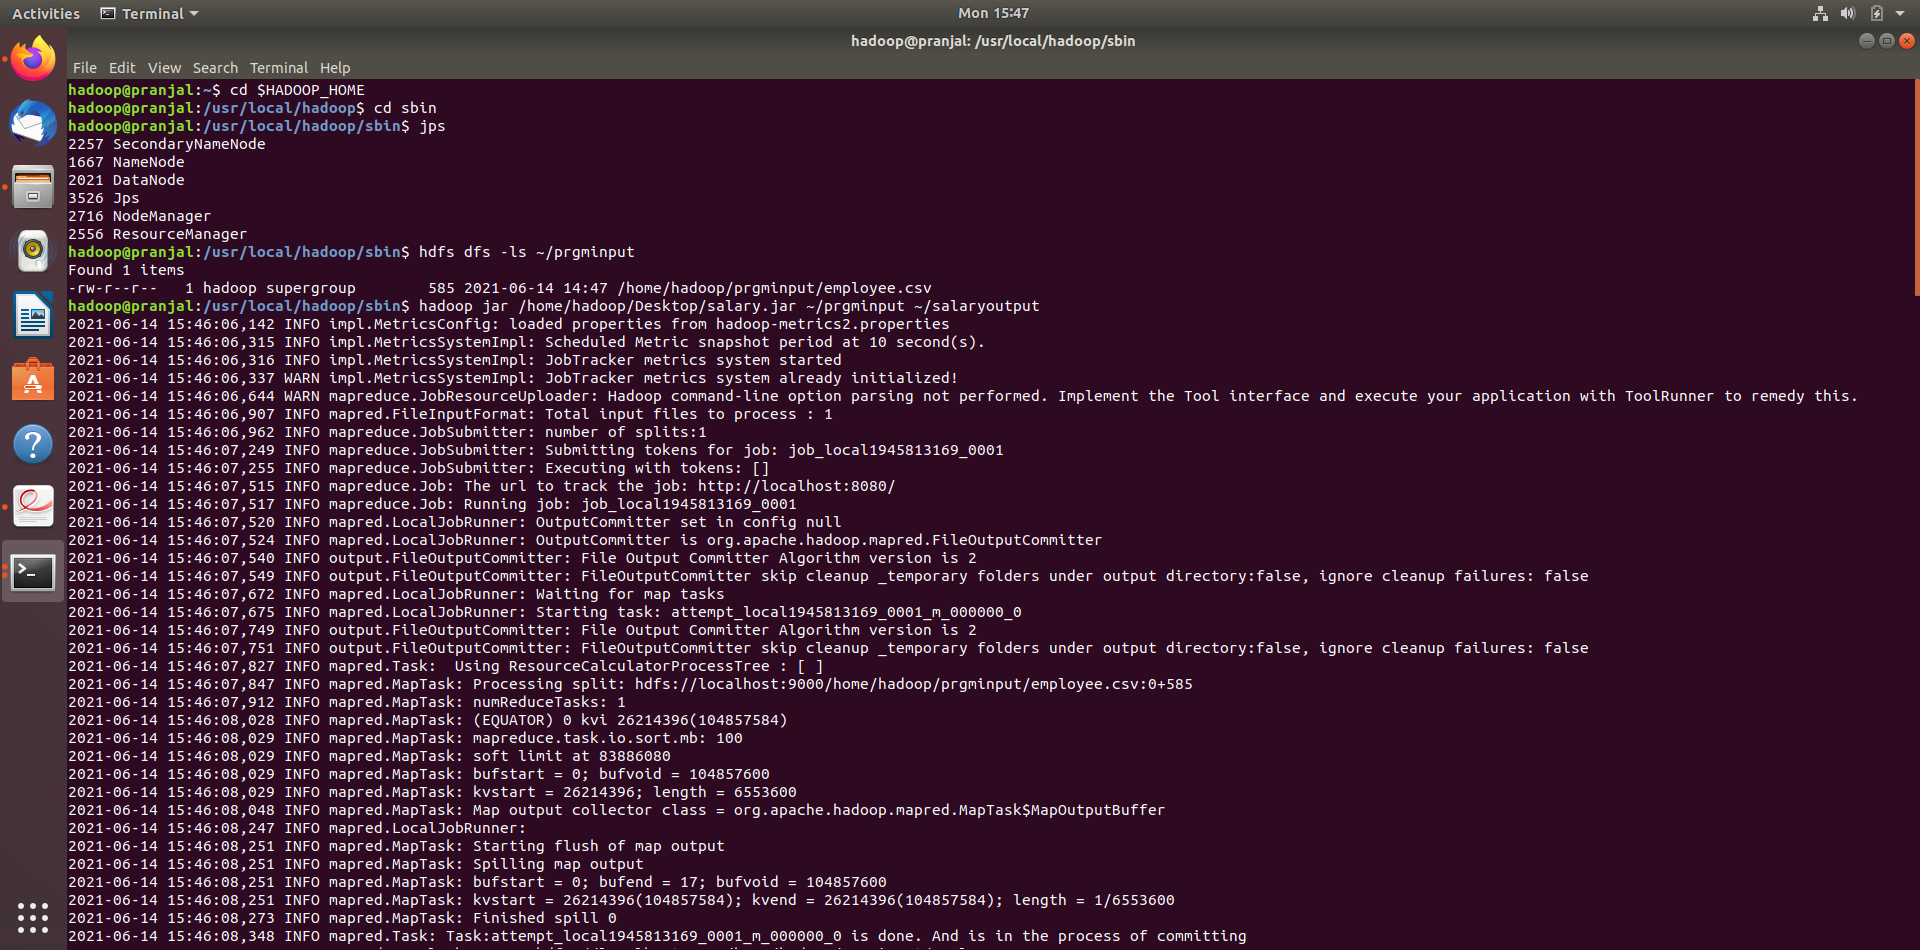 Activities Terminal Mon 15:47
hadoop@pranjal: /usr/local/hadoop/sbin
File Edit View Search Terminal Help
hadoop@pranjal:~$ cd $HADOOP_HOME
hadoop@pranjal:/usr/local/hadoop$ cd sbin
hadoop@pranjal:/usr/local/hadoop/sbin$ jps
2257 SecondaryNameNode
1667 NameNode
2021 DataNode
3526 Jps
2716 NodeManager
2556 ResourceManager
hadoop@pranjal:/usr/local/hadoop/sbin$ hdfs dfs -ls ~/prgminput
Found 1 items
-rw-r--r--   1 hadoop supergroup        585 2021-06-14 14:47 /home/hadoop/prgminput/employee.csv
hadoop@pranjal:/usr/local/hadoop/sbin$ hadoop jar /home/hadoop/Desktop/salary.jar ~/prgminput ~/salaryoutput
2021-06-14 15:46:06,142 INFO impl.MetricsConfig: loaded properties from hadoop-metrics2.properties
2021-06-14 15:46:06,315 INFO impl.MetricsSystemImpl: Scheduled Metric snapshot period at 10 second(s).
2021-06-14 15:46:06,316 INFO impl.MetricsSystemImpl: JobTracker metrics system started
2021-06-14 15:46:06,337 WARN impl.MetricsSystemImpl: JobTracker metrics system already initialized!
2021-06-14 15:46:06,644 WARN mapreduce.JobResourceUploader: Hadoop command-line option parsing not performed. Implement the Tool interface and execute your application with ToolRunner to remedy this.
2021-06-14 15:46:06,907 INFO mapred.FileInputFormat: Total input files to process : 1
2021-06-14 15:46:06,962 INFO mapreduce.JobSubmitter: number of splits:1
2021-06-14 15:46:07,249 INFO mapreduce.JobSubmitter: Submitting tokens for job: job_local1945813169_0001
2021-06-14 15:46:07,255 INFO mapreduce.JobSubmitter: Executing with tokens: []
2021-06-14 15:46:07,515 INFO mapreduce.Job: The url to track the job: http://localhost:8080/
2021-06-14 15:46:07,517 INFO mapreduce.Job: Running job: job_local1945813169_0001
2021-06-14 15:46:07,520 INFO mapred.LocalJobRunner: OutputCommitter set in config null
2021-06-14 15:46:07,524 INFO mapred.LocalJobRunner: OutputCommitter is org.apache.hadoop.mapred.FileOutputCommitter
2021-06-14 15:46:07,540 INFO output.FileOutputCommitter: File Output Committer Algorithm version is 2
2021-06-14 15:46:07,549 INFO output.FileOutputCommitter: FileOutputCommitter skip cleanup _temporary folders under output directory:false, ignore cleanup failures: false
2021-06-14 15:46:07,672 INFO mapred.LocalJobRunner: Waiting for map tasks
2021-06-14 15:46:07,675 INFO mapred.LocalJobRunner: Starting task: attempt_local1945813169_0001_m_000000_0
2021-06-14 15:46:07,749 INFO output.FileOutputCommitter: File Output Committer Algorithm version is 2
2021-06-14 15:46:07,751 INFO output.FileOutputCommitter: FileOutputCommitter skip cleanup _temporary folders under output directory:false, ignore cleanup failures: false
2021-06-14 15:46:07,827 INFO mapred.Task:  Using ResourceCalculatorProcessTree : [ ]
2021-06-14 15:46:07,847 INFO mapred.MapTask: Processing split: hdfs://localhost:9000/home/hadoop/prgminput/employee.csv:0+585
2021-06-14 15:46:07,912 INFO mapred.MapTask: numReduceTasks: 1
2021-06-14 15:46:08,028 INFO mapred.MapTask: (EQUATOR) 0 kvi 26214396(104857584)
2021-06-14 15:46:08,029 INFO mapred.MapTask: mapreduce.task.io.sort.mb: 100
2021-06-14 15:46:08,029 INFO mapred.MapTask: soft limit at 83886080
2021-06-14 15:46:08,029 INFO mapred.MapTask: bufstart = 0; bufvoid = 104857600
2021-06-14 15:46:08,029 INFO mapred.MapTask: kvstart = 26214396; length = 6553600
2021-06-14 15:46:08,048 INFO mapred.MapTask: Map output collector class = org.apache.hadoop.mapred.MapTask$MapOutputBuffer
2021-06-14 15:46:08,247 INFO mapred.LocalJobRunner:
2021-06-14 15:46:08,251 INFO mapred.MapTask: Starting flush of map output
2021-06-14 15:46:08,251 INFO mapred.MapTask: Spilling map output
2021-06-14 15:46:08,251 INFO mapred.MapTask: bufstart = 0; bufend = 17; bufvoid = 104857600
2021-06-14 15:46:08,251 INFO mapred.MapTask: kvstart = 26214396(104857584); kvend = 26214396(104857584); length = 1/6553600
2021-06-14 15:46:08,273 INFO mapred.MapTask: Finished spill 0
2021-06-14 15:46:08,348 INFO mapred.Task: Task:attempt_local1945813169_0001_m_000000_0 is done. And is in the process of committing